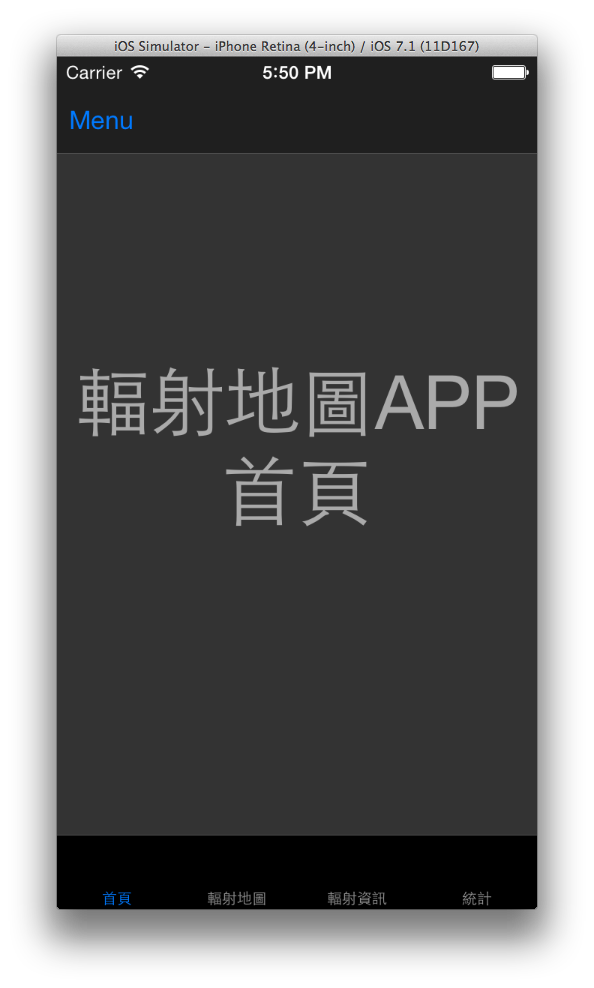 iOS Simulator – iPhone Retina (4-inch) / iOS 7.1 (11D167)
Carrier 5:50 PM
Menu
輻射地圖APP
首頁
首頁 輻射地圖 輻射資訊 統計